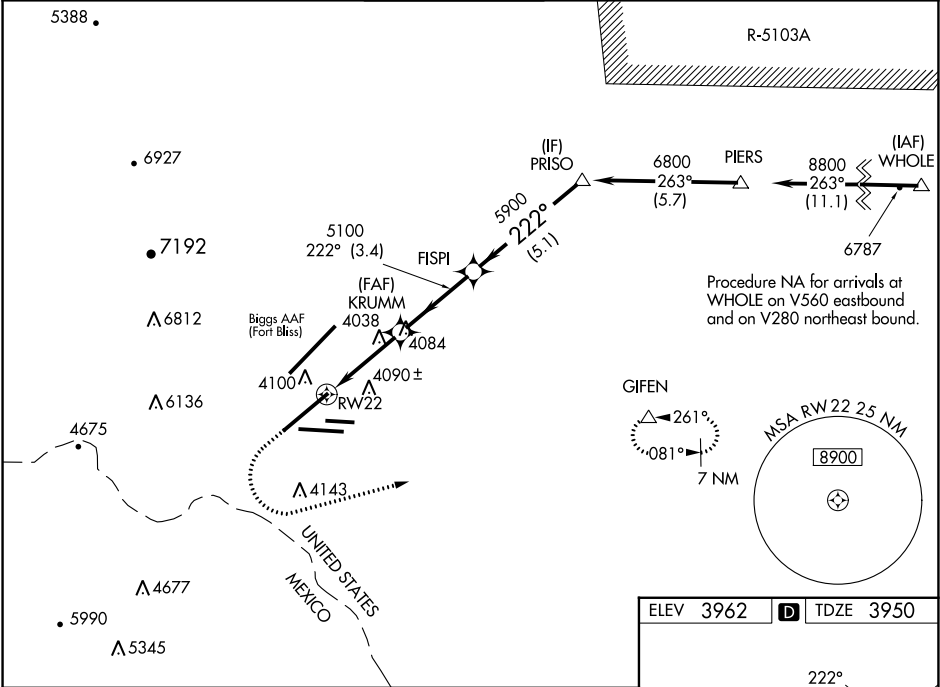 5388
R-5103A
6927
(IF)
PRISO
6800
263°
(5.7)
PIERS
8800
263°
(11.1)
(IAF)
WHOLE
6787
5900
222°
(5.1)
5100
222° (3.4)
FISPI
7192
(FAF)
KRUMM
Procedure NA for arrivals at
WHOLE on V560 eastbound
and on V280 northeast bound.
6812
Biggs AAF
(Fort Bliss)
4038
4084
4100
4090±
RW22
6136
4675
GIFEN
261°
081°
7 NM
MSA RW22 25 NM
8900
4143
UNITED STATES
MEXICO
4677
5990
5345
ELEV 3962
D
TDZE 3950
222°